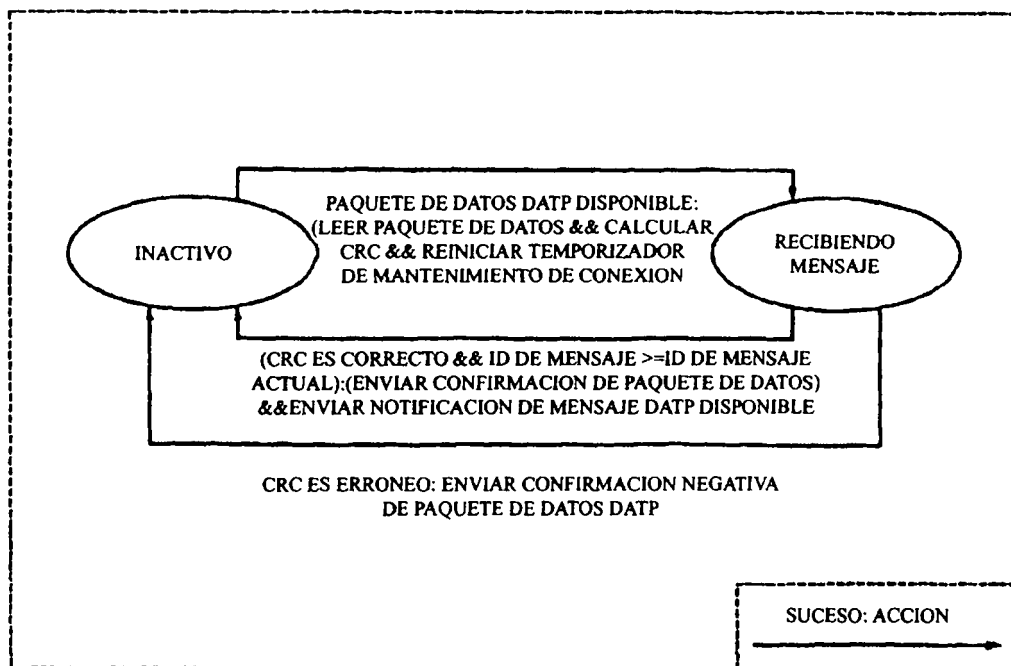 PAQUETE DE DATOS DATP DISPONIBLE:
(LEER PAQUETE DE DATOS && CALCULAR
CRC && REINICIAR TEMPORIZADOR
DE MANTENIMIENTO DE CONEXION
INACTIVO
RECIBIENDO
MENSAJE
(CRC ES CORRECTO && ID DE MENSAJE >=ID DE MENSAJE
ACTUAL):(ENVIAR CONFIRMACION DE PAQUETE DE DATOS)
&&ENVIAR NOTIFICACION DE MENSAJE DATP DISPONIBLE
CRC ES ERRONEO: ENVIAR CONFIRMACION NEGATIVA
DE PAQUETE DE DATOS DATP
SUCESO: ACCION